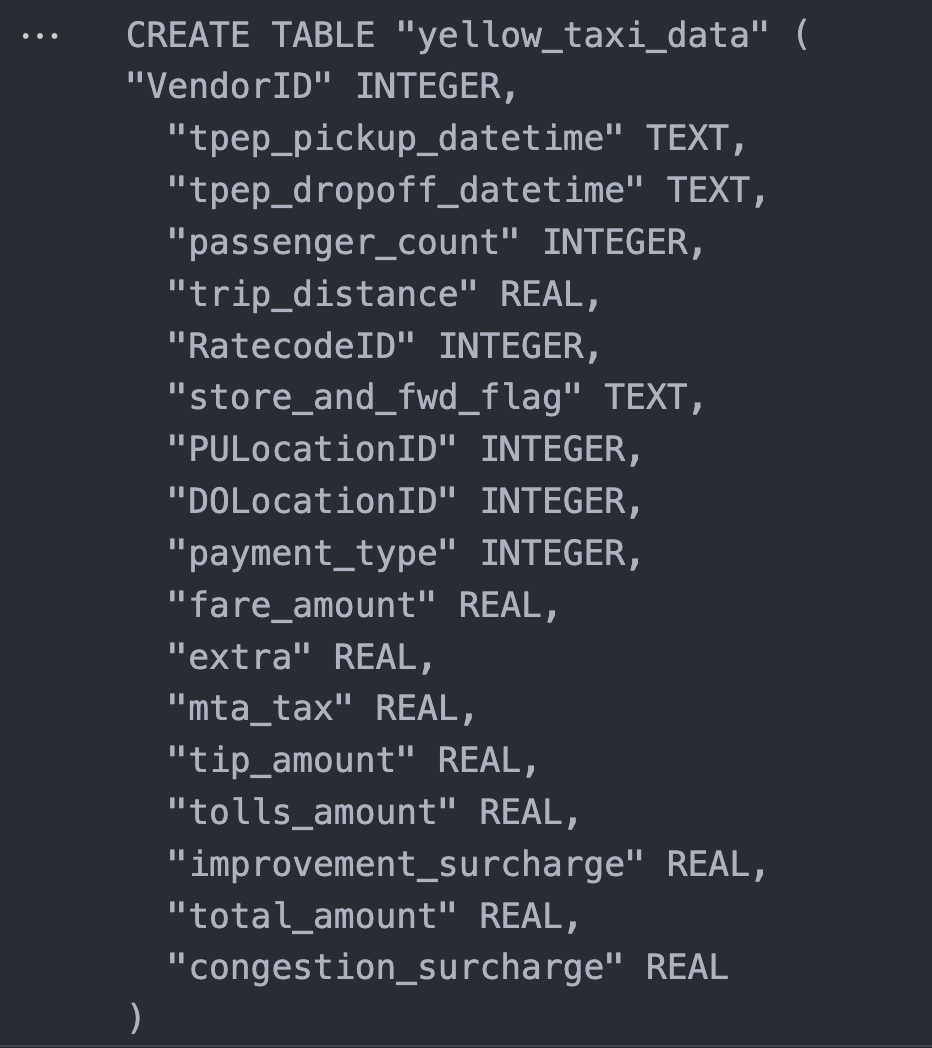 ... CREATE TABLE "yellow_taxi_data" (
"VendorID" INTEGER,
"tpep_pickup_datetime" TEXT,
"tpep_dropoff_datetime" TEXT,
"passenger_count" INTEGER,
"trip_distance" REAL,
"RatecodeID" INTEGER,
"store_and_fwd_flag" TEXT,
"PULocationID" INTEGER,
"DOLocationID" INTEGER,
"payment_type" INTEGER,
"fare_amount" REAL,
"extra" REAL,
"mta_tax" REAL,
"tip_amount" REAL,
"tolls_amount" REAL,
"improvement_surcharge" REAL,
"total_amount" REAL,
"congestion_surcharge" REAL
)